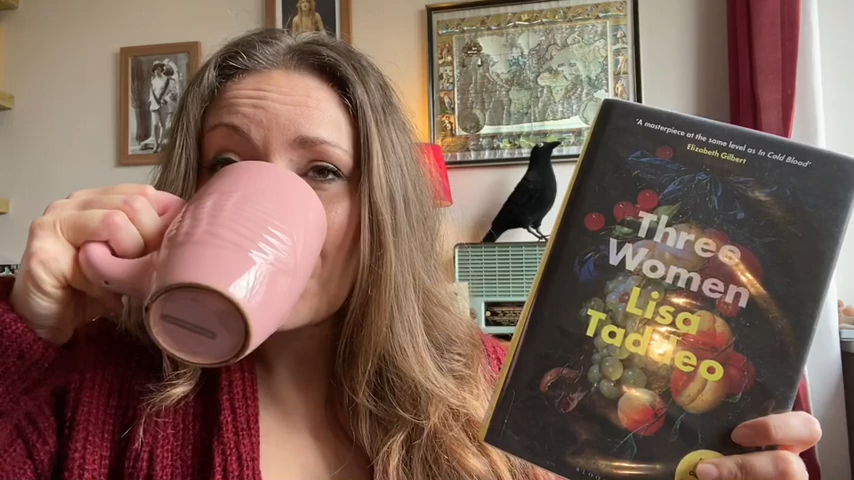 'A masterpiece at the same level as In Cold Blood'
Elizabeth Gilbert
Three
Women
Lisa
Taddeo